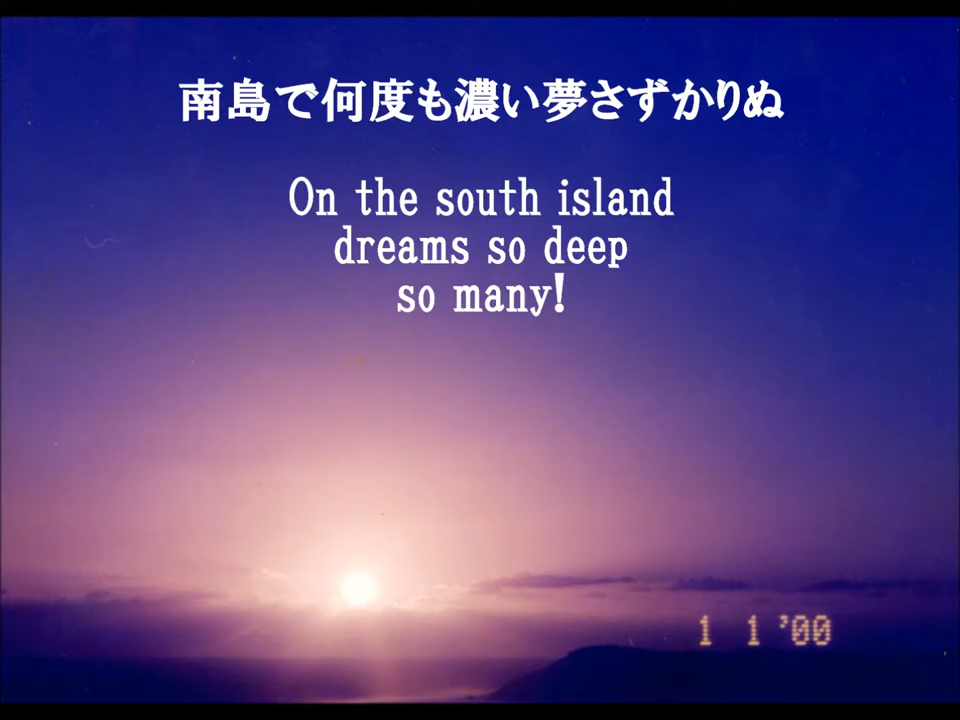 南島で何度も濃い夢さずかりぬ
On the south island
dreams so deep
so many!
1 1 '00